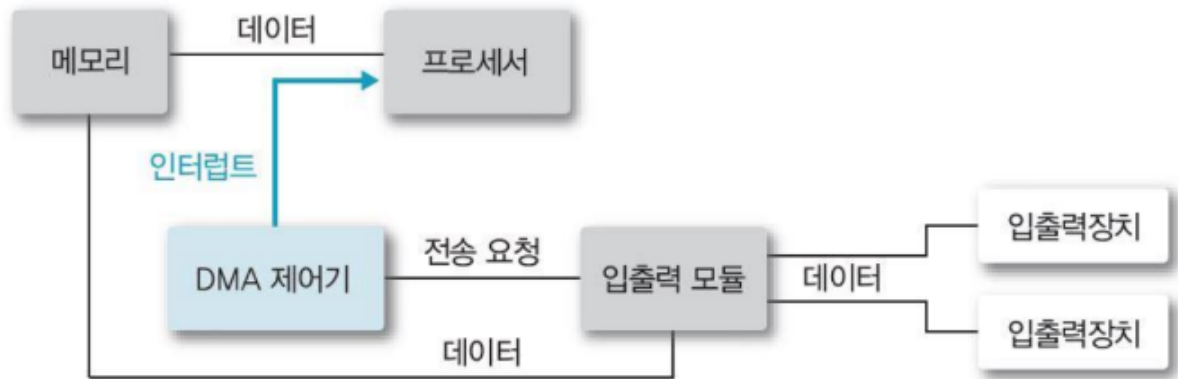 데이터
메모리
프로세서
인터럽트
DMA 제어기
전송 요청
입출력 모듈
데이터
입출력장치
입출력장치
데이터